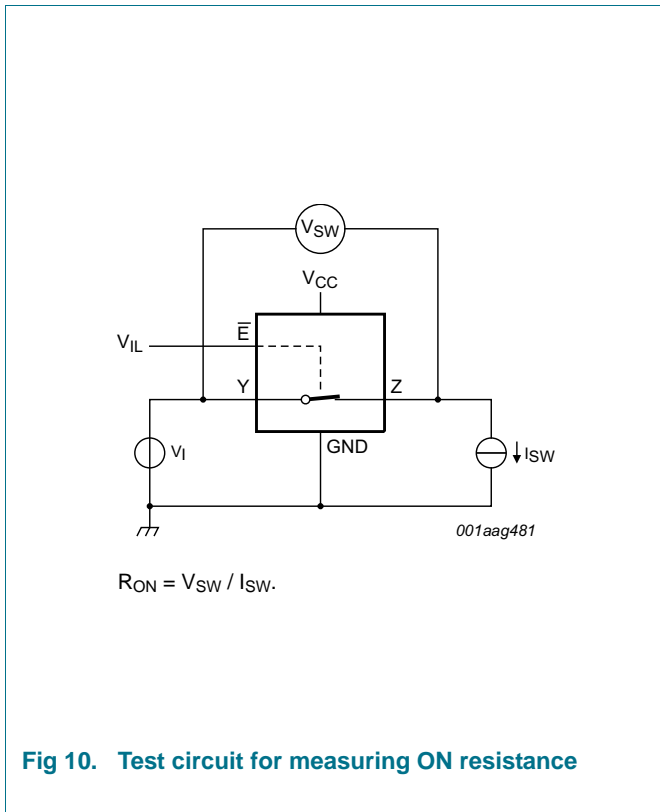 VSW
VCC
E̅
VIL
Y
Z
GND
VI
ISW
001aag481
RON = VSW / ISW.
Fig 10. Test circuit for measuring ON resistance